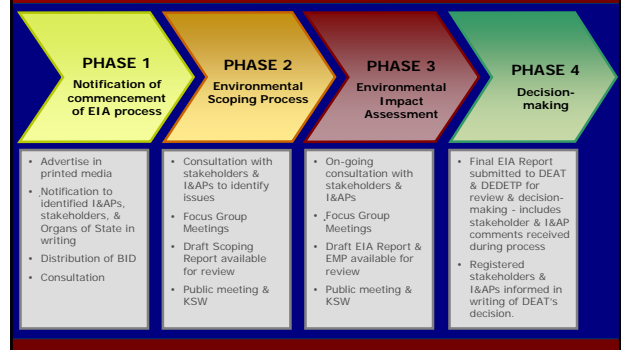 PHASE 1
Notification of
commencement
of EIA process
PHASE 2
Environmental
Scoping Process
PHASE 3
Environmental
Impact
Assessment
PHASE 4
Decision-
making
• Advertise in
printed media
• Notification to
identified I&APs,
stakeholders, &
Organs of State in
writing
• Distribution of BID
• Consultation
• Consultation with
stakeholders &
I&APs to identify
issues
• Focus Group
Meetings
• Draft Scoping
Report available
for review
• Public meeting &
KSW
• On-going
consultation with
stakeholders &
I&APs
• Focus Group
Meetings
• Draft EIA Report &
EMP available for
review
• Public meeting &
KSW
• Final EIA Report
submitted to DEAT
& DEDETP for
review & decision-
making - includes
stakeholder & I&AP
comments received
during process
• Registered
stakeholders &
I&APs informed in
writing of DEAT's
decision.